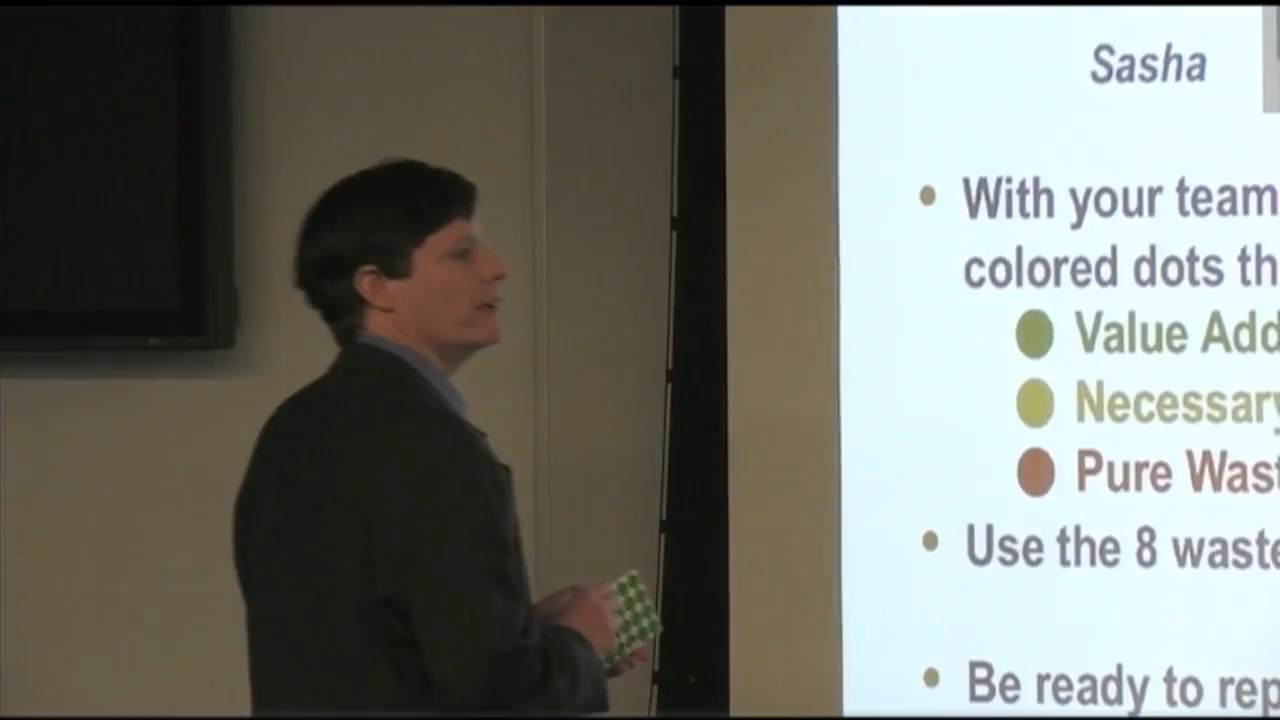 Sasha
With your team
colored dots th
Value Add
Necessary
Pure Wast
Use the 8 waste
Be ready to rep